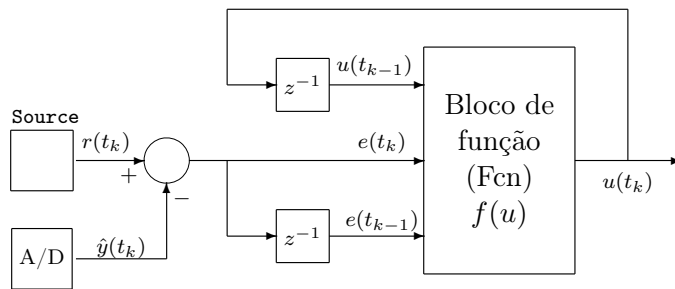 z⁻¹
u(t_{k-1})
Bloco de
função
(Fcn)
f(u)
Source
r(t_k)
+
−
e(t_k)
u(t_k)
z⁻¹
e(t_{k-1})
A/D
ŷ(t_k)